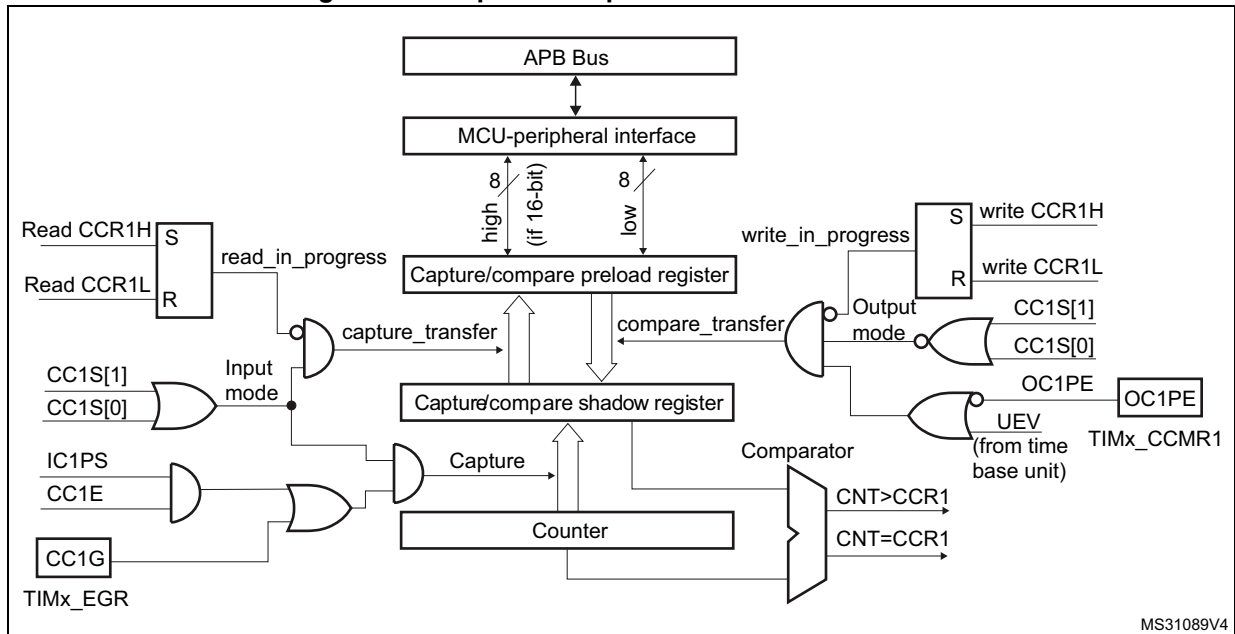 APB Bus
MCU-peripheral interface
8
high
(if 16-bit)
8
low
Read CCR1H
Read CCR1L
S
R
read_in_progress
write_in_progress
S
R
write CCR1H
write CCR1L
Capture/compare preload register
capture_transfer
compare_transfer
Output
mode
CC1S[1]
CC1S[0]
CC1S[1]
CC1S[0]
Input
mode
Capture/compare shadow register
OC1PE
OC1PE
UEV
(from time
base unit)
TIMx_CCMR1
IC1PS
CC1E
Capture
Comparator
CNT>CCR1
CNT=CCR1
Counter
CC1G
TIMx_EGR
MS31089V4